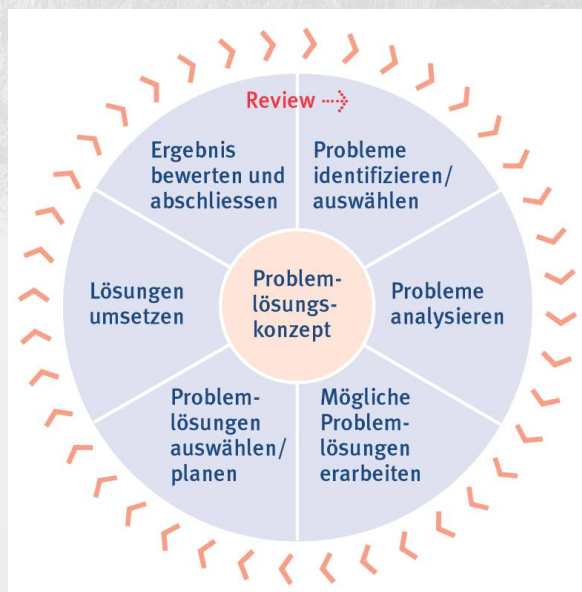 Review
Probleme
identifizieren/
auswählen
Probleme
analysieren
Mögliche
Problem-
lösungen
erarbeiten
Problem-
lösungen
auswählen/
planen
Lösungen
umsetzen
Ergebnis
bewerten und
abschliessen
Problem-
lösungs-
konzept